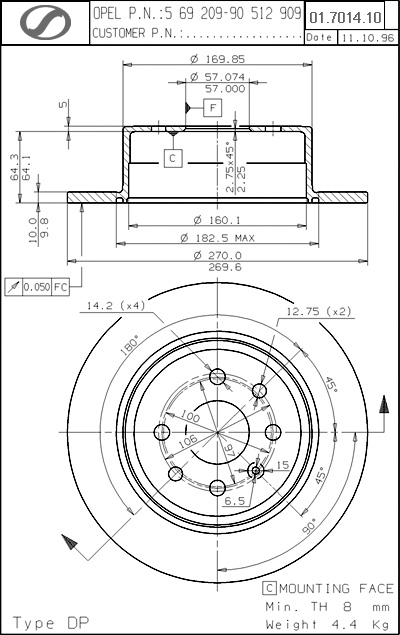 OPEL P.N.:5 69 209-90 512 909
CUSTOMER P.N.:
01.7014.10
Date 11.10.96
Ø 169.85
Ø 57.074
57.000
F
5
C
64.3
64.1
2.75x45°
2.25
10.0
9.8
Ø 160.1
Ø 182.5 MAX
Ø 270.0
269.6
0.050 FC
14.2 (x4)
12.75 (x2)
180°
45°
100
106
97
15
45°
6.5
90°
C MOUNTING FACE
Min. TH 8 mm
Weight 4.4 Kg
Type DP